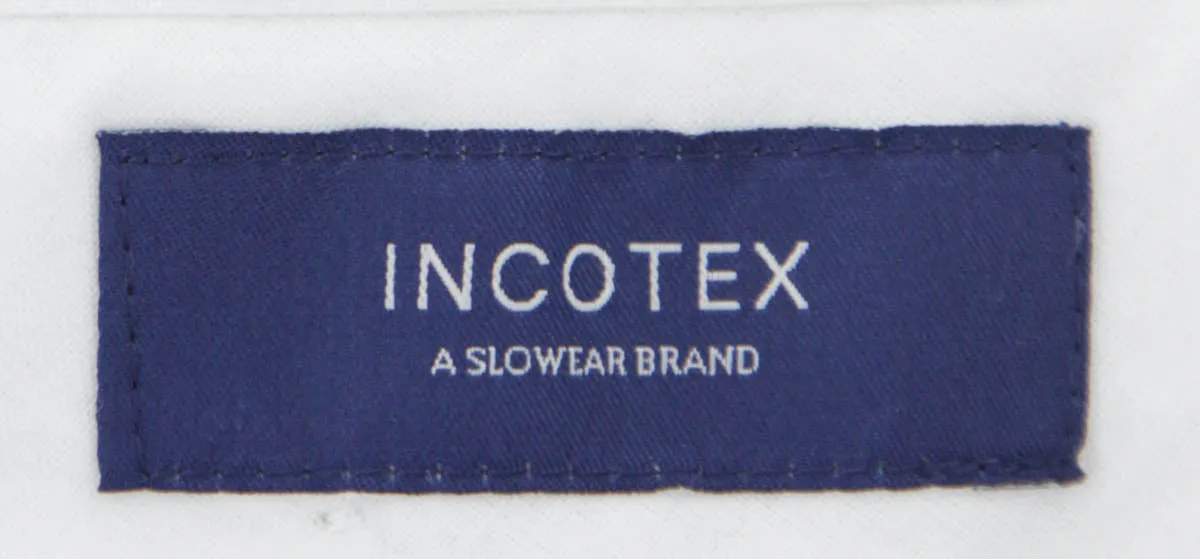 INCOTEX
A SLOWEAR BRAND